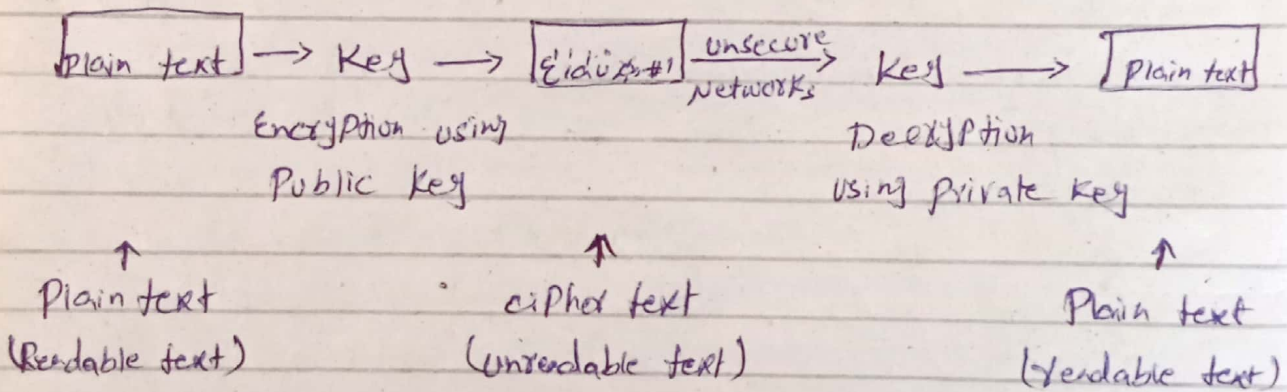 Plain text → Key → unsecure → Key → Plain text
Networks
Encryption using
Public Key
Decryption
using private key
↑ ↑ ↑
Plain text cipher text Plain text
(Readable text) (unreadable text) (readable text)